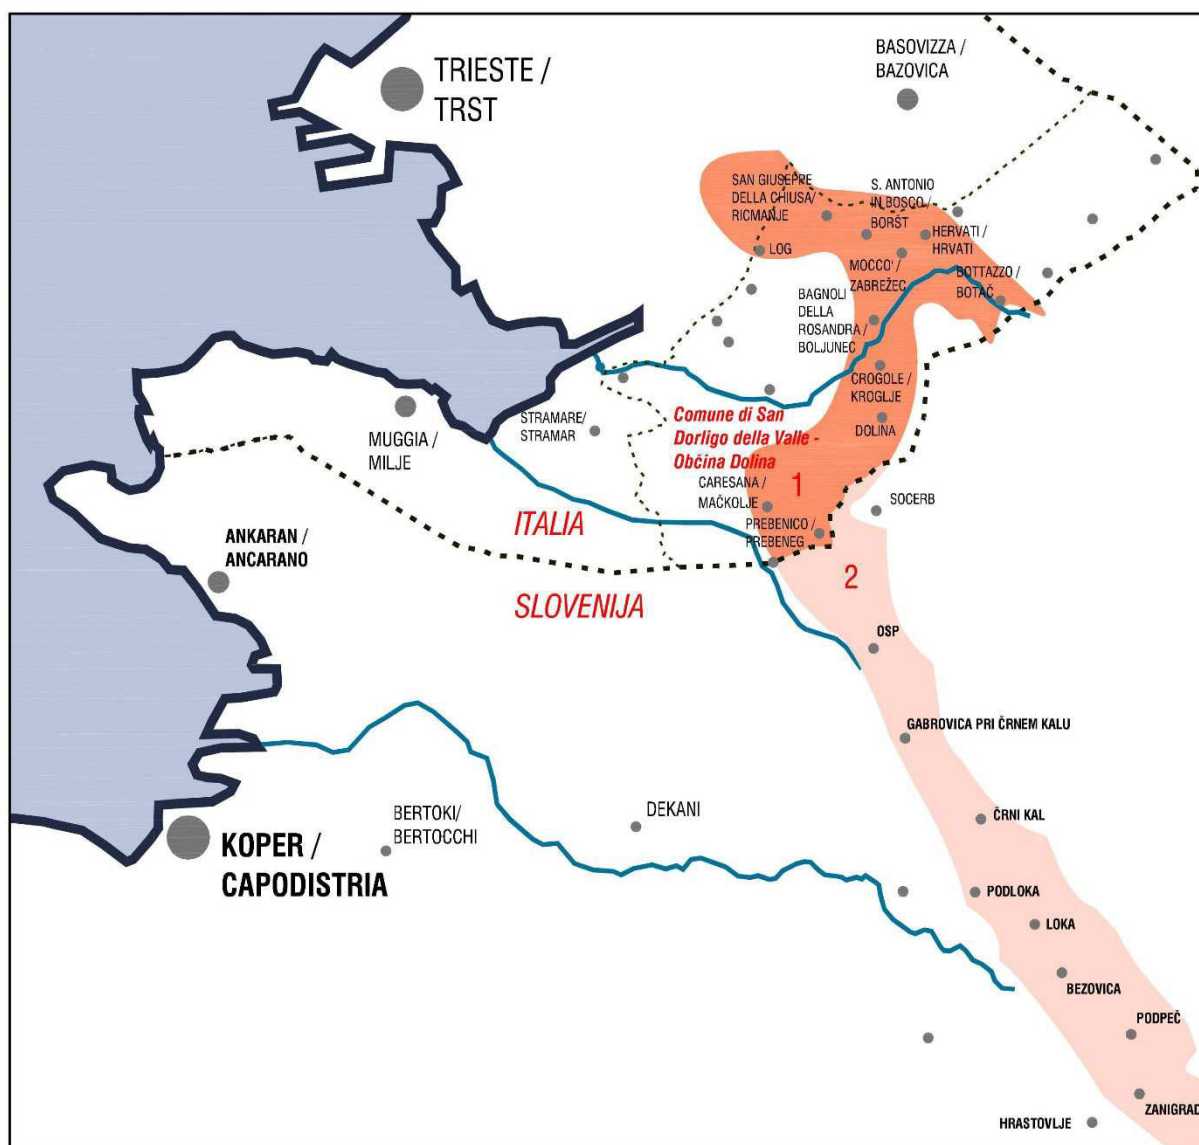 TRIESTE /
TRST
BASOVIZZA /
BAZOVICA
SAN GIUSEPRE
DELLA CHIUSA/
RICMANJE
S. ANTONIO
IN BOSCO /
BORŠT
HERVATI /
HRVATI
LOG
MOCCO' /
ZABREŽEC
BOTTAZZO /
BOTAČ
BAGNOLI
DELLA
ROSANDRA /
BOLJUNEC
CROGOLE /
KROGLJE
DOLINA
MUGGIA /
MILJE
STRAMARE/
STRAMAR
Comune di San
Dorligo della Valle -
Občina Dolina
CARESANA /
MAČKOLJE
1
SOCERB
PREBENICO /
PREBENEG
ITALIA
ANKARAN /
ANCARANO
2
SLOVENIJA
OSP
GABROVICA PRI ČRNEM KALU
KOPER /
CAPODISTRIA
BERTOKI/
BERTOCCHI
DEKANI
ČRNI KAL
PODLOKA
LOKA
BEZOVICA
PODPEČ
ZANIGRAD
HRASTOVLJE